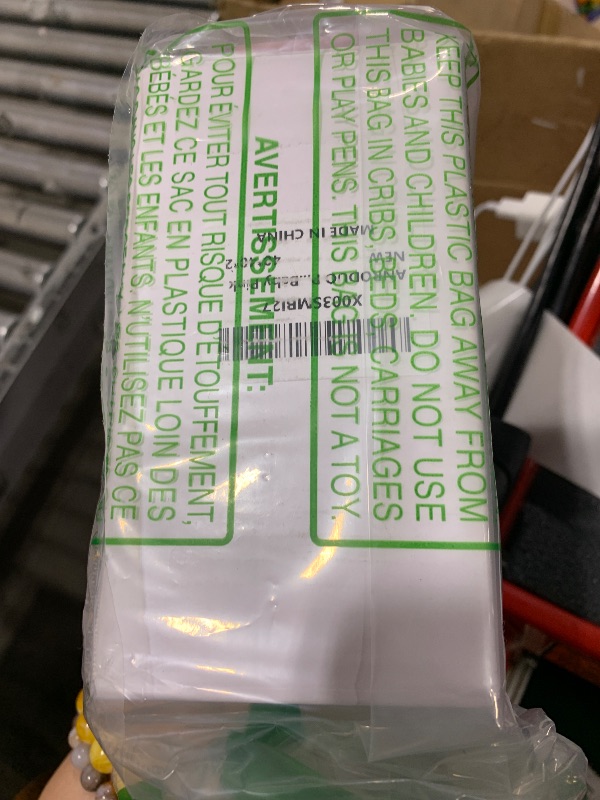 KEEP THIS PLASTIC BAG AWAY FROM
BABIES AND CHILDREN. DO NOT USE
THIS BAG IN CRIBS, BEDS, CARRIAGES
OR PLAY PENS. THIS BAG IS NOT A TOY.
AVERTISSEMENT:
POUR ÉVITER TOUT RISQUE D'ETOUFFEMENT,
GARDEZ CE SAC EN PLASTIQUE LOIN DES
BÉBÉS ET LES ENFANTS. N'UTILISEZ PAS CE
NEW
MADE IN CHINA